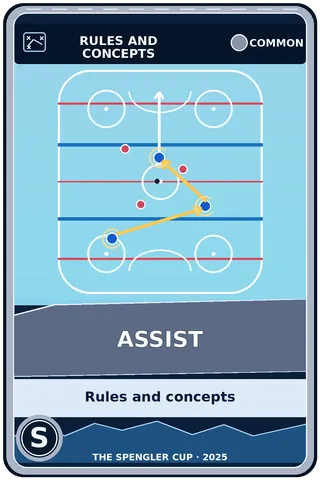 RULES AND
CONCEPTS
COMMON
ASSIST
Rules and concepts
S
THE SPENGLER CUP · 2025